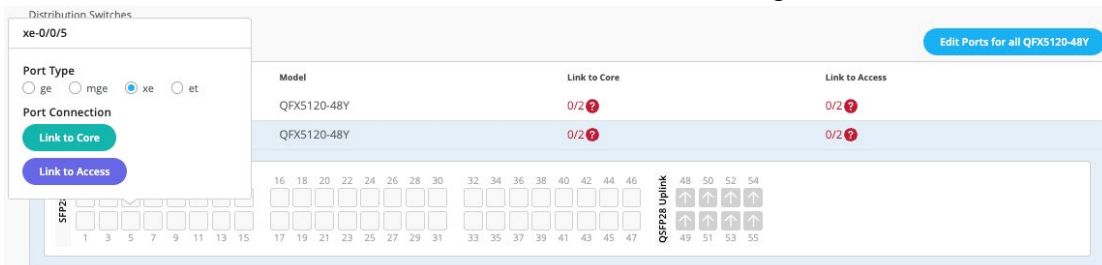 Distribution Switches
xe-0/0/5
Edit Ports for all QFX5120-48Y
Port Type
ge mge xe et
Port Connection
Link to Core
Link to Access
Model Link to Core Link to Access
QFX5120-48Y 0/2 ? 0/2 ?
QFX5120-48Y 0/2 ? 0/2 ?
16 18 20 22 24 26 28 30 32 34 36 38 40 42 44 46 48 50 52 54
QSFP28 Uplink
1 3 5 7 9 11 13 15 17 19 21 23 25 27 29 31 33 35 37 39 41 43 45 47 49 51 53 55